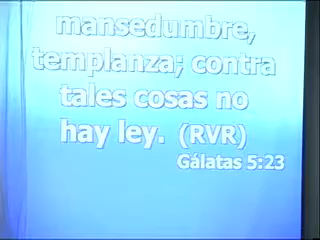 mansedumbre,
templanza; contra
tales cosas no
hay ley. (RVR)
Gálatas 5:23